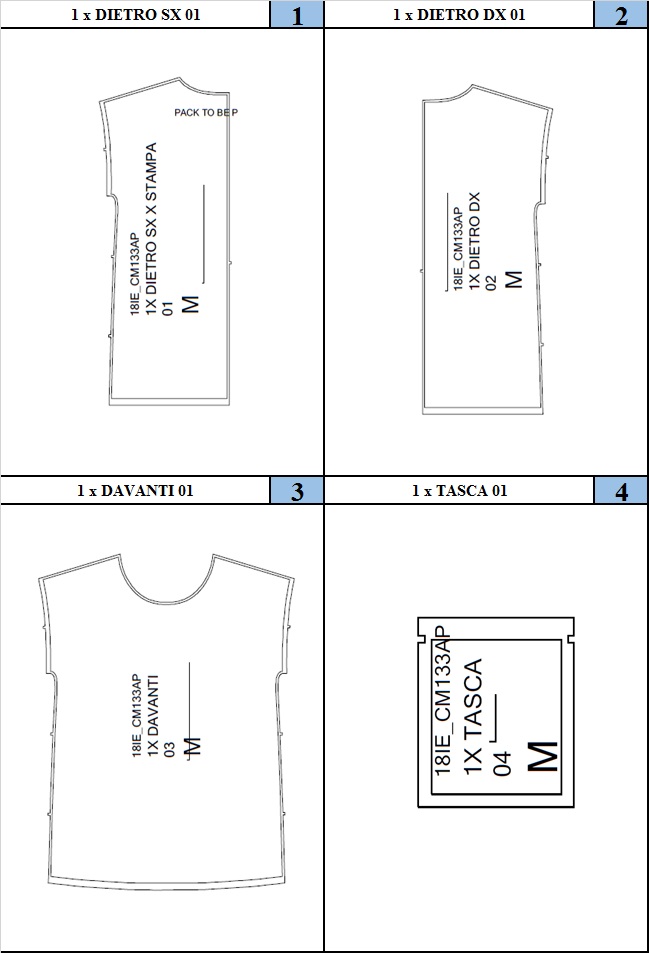 1 x DIETRO SX 01
1
1 x DIETRO DX 01
2
PACK TO BE P
18IE_CM133AP
1X DIETRO SX X STAMPA
01
M
18IE_CM133AP
1X DIETRO DX
02
M
1 x DAVANTI 01
3
1 x TASCA 01
4
18IE_CM133AP
1X DAVANTI
03
M
18IE_CM133AP
1X TASCA
04
M